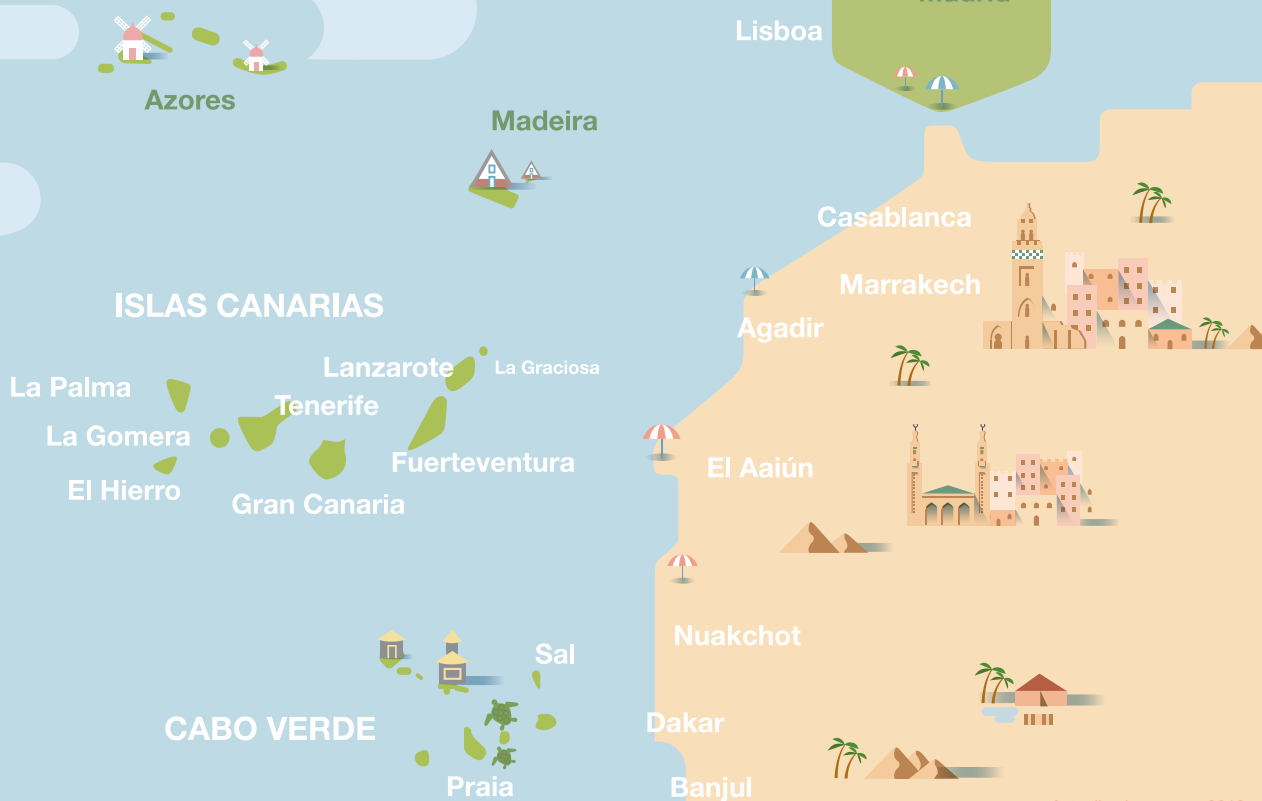 Madrid
Lisboa
Azores
Madeira
Casablanca
Marrakech
ISLAS CANARIAS
Agadir
Lanzarote
La Graciosa
La Palma
Tenerife
La Gomera
Fuerteventura
El Aaiún
El Hierro
Gran Canaria
Nuakchot
Sal
Dakar
CABO VERDE
Praia
Banjul